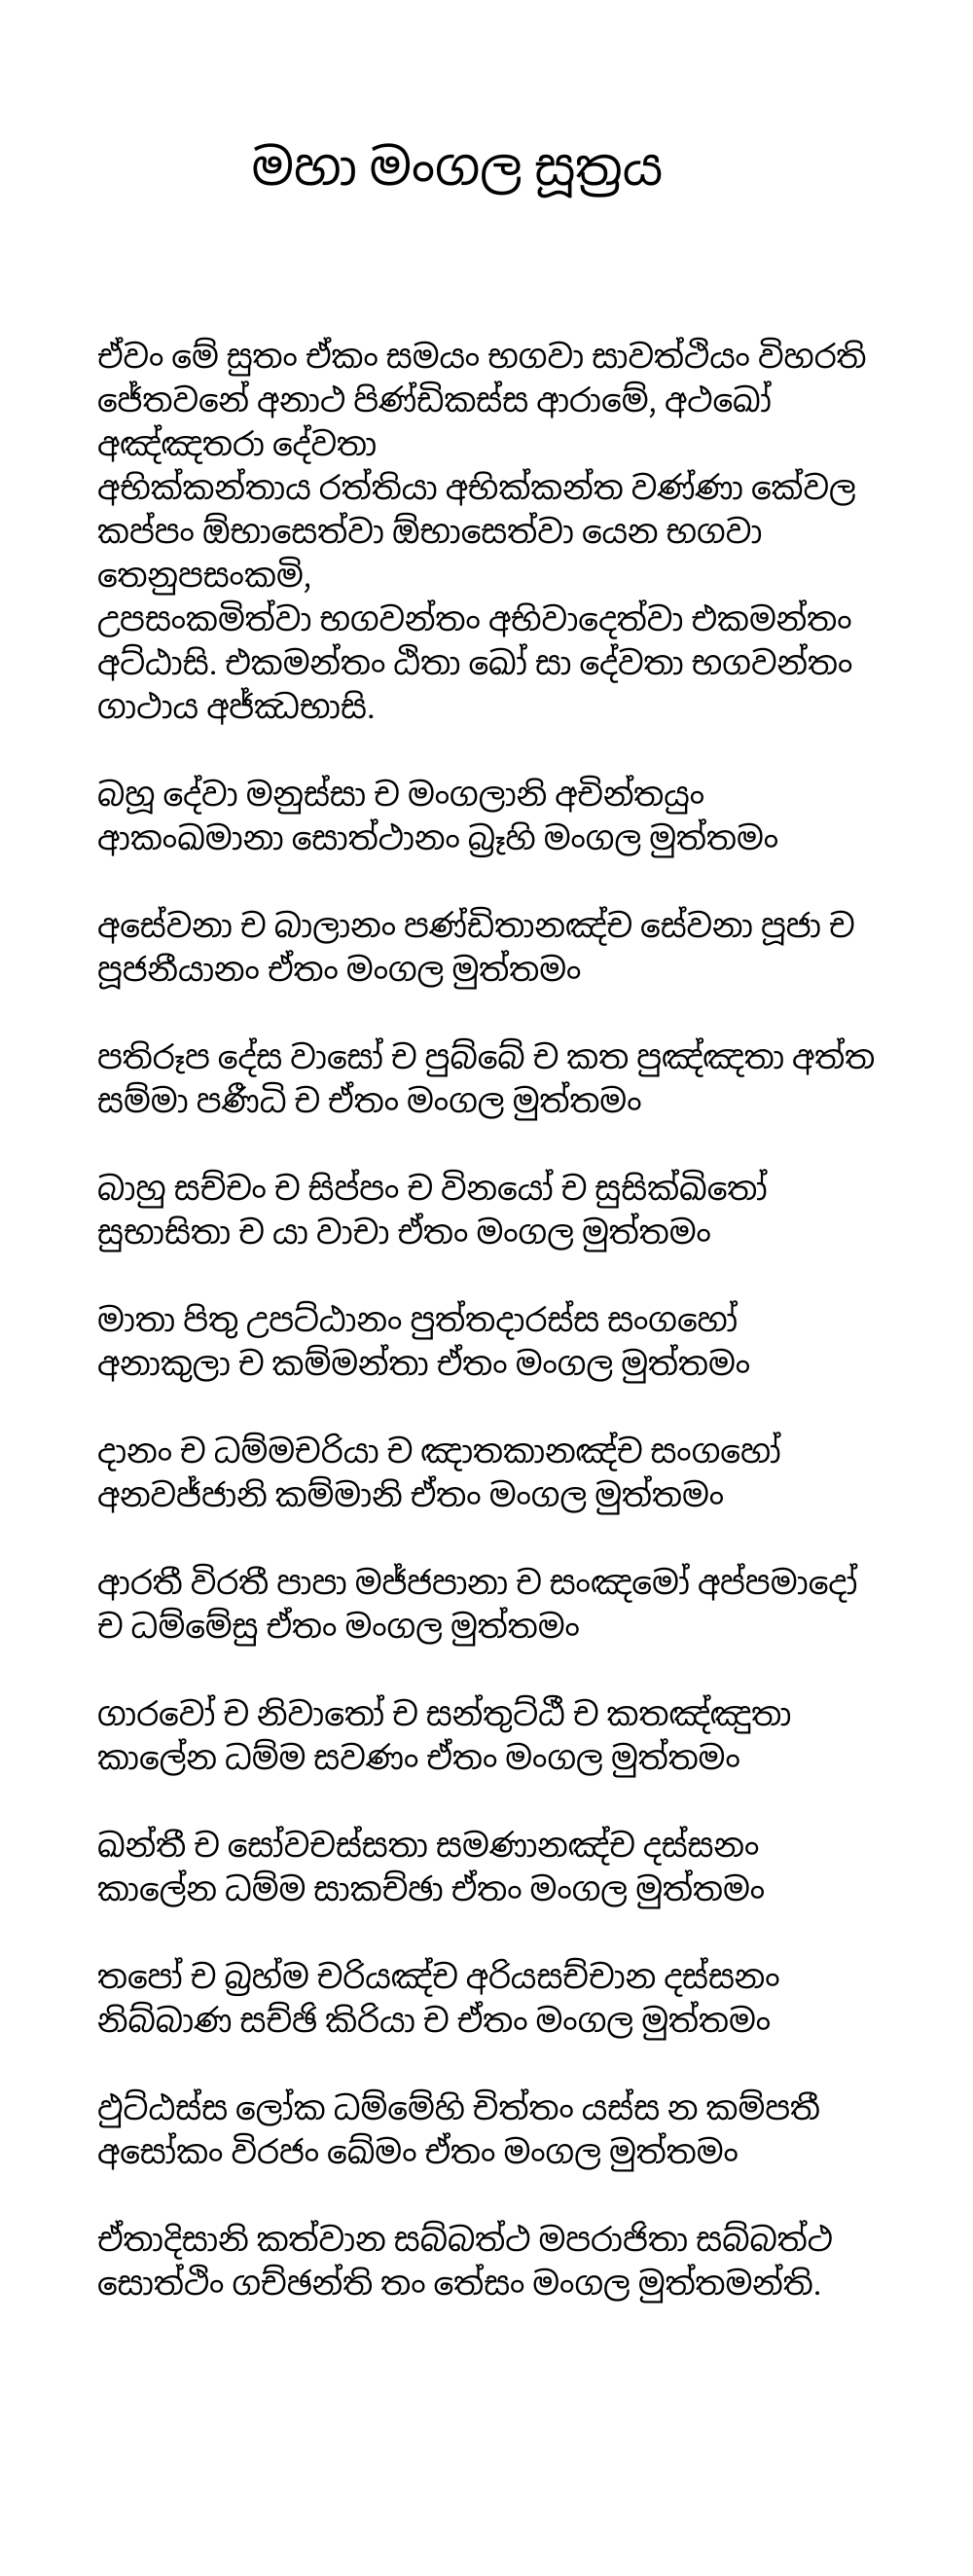 මහා මංගල සූත්‍රය
ඒවං මේ සුතං ඒකං සමයං භගවා සාවත්ථියං විහරති
ජේතවනේ අනාථ පිණ්ඩිකස්ස ආරාමේ, අථඛෝ
අඤ්ඤතරා දේවතා
අභික්කන්තාය රත්තියා අභික්කන්ත වණ්ණා කේවල
කප්පං ඕභාසෙත්වා ඕභාසෙත්වා යෙන භගවා
තෙනුපසංකමි,
උපසංකමිත්වා භගවන්තං අභිවාදෙත්වා එකමන්තං
අට්ඨාසි. එකමන්තං ඨිතා ඛෝ සා දේවතා භගවන්තං
ගාථාය අජ්ඣභාසි.
බහූ දේවා මනුස්සා ච මංගලානි අචින්තයුං
ආකංඛමානා සොත්ථානං බ්‍රෑහි මංගල මුත්තමං
අසේවනා ච බාලානං පණ්ඩිතානඤ්ච සේවනා පූජා ච
පූජනීයානං ඒතං මංගල මුත්තමං
පතිරූප දේස වාසෝ ච පුබ්බේ ච කත පුඤ්ඤතා අත්ත
සම්මා පණීධි ච ඒතං මංගල මුත්තමං
බාහු සච්චං ච සිප්පං ච විනයෝ ච සුසික්ඛිතෝ
සුභාසිතා ච යා වාචා ඒතං මංගල මුත්තමං
මාතා පිතු උපට්ඨානං පුත්තදාරස්ස සංගහෝ
අනාකුලා ච කම්මන්තා ඒතං මංගල මුත්තමං
දානං ච ධම්මචරියා ච ඤාතකානඤ්ච සංගහෝ
අනවජ්ජානි කම්මානි ඒතං මංගල මුත්තමං
ආරතී විරතී පාපා මජ්ජපානා ච සංඤමෝ අප්පමාදෝ
ච ධම්මේසු ඒතං මංගල මුත්තමං
ගාරවෝ ච නිවාතෝ ච සන්තුට්ඨී ච කතඤ්ඤුතා
කාලේන ධම්ම සවණං ඒතං මංගල මුත්තමං
ඛන්තී ච සෝවචස්සතා සමණානඤ්ච දස්සනං
කාලේන ධම්ම සාකච්ඡා ඒතං මංගල මුත්තමං
තපෝ ච බ්‍රහ්ම චරියඤ්ච අරියසච්චාන දස්සනං
නිබ්බාණ සච්ඡි කිරියා ච ඒතං මංගල මුත්තමං
ඵුට්ඨස්ස ලෝක ධම්මේහි චිත්තං යස්ස න කම්පතී
අසෝකං විරජං ඛේමං ඒතං මංගල මුත්තමං
ඒතාදිසානි කත්වාන සබ්බත්ථ මපරාජිතා සබ්බත්ථ
සොත්ථිං ගච්ඡන්ති තං තේසං මංගල මුත්තමන්ති.